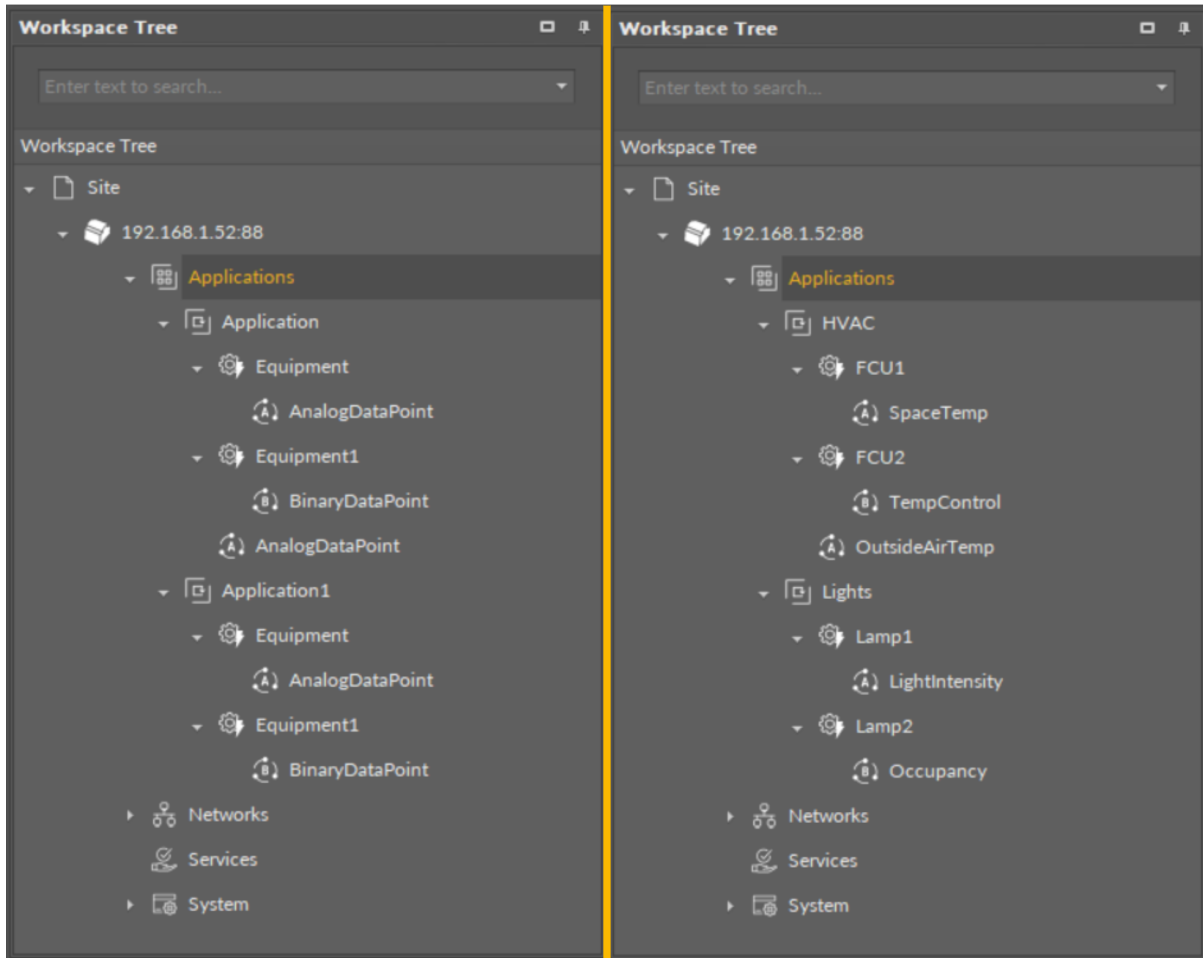 Workspace Tree
Enter text to search...
Workspace Tree
Site
192.168.1.52:88
Applications
Application
Equipment
AnalogDataPoint
Equipment1
BinaryDataPoint
AnalogDataPoint
Application1
Equipment
AnalogDataPoint
Equipment1
BinaryDataPoint
Networks
Services
System
Workspace Tree
Enter text to search...
Workspace Tree
Site
192.168.1.52:88
Applications
HVAC
FCU1
SpaceTemp
FCU2
TempControl
OutsideAirTemp
Lights
Lamp1
LightIntensity
Lamp2
Occupancy
Networks
Services
System